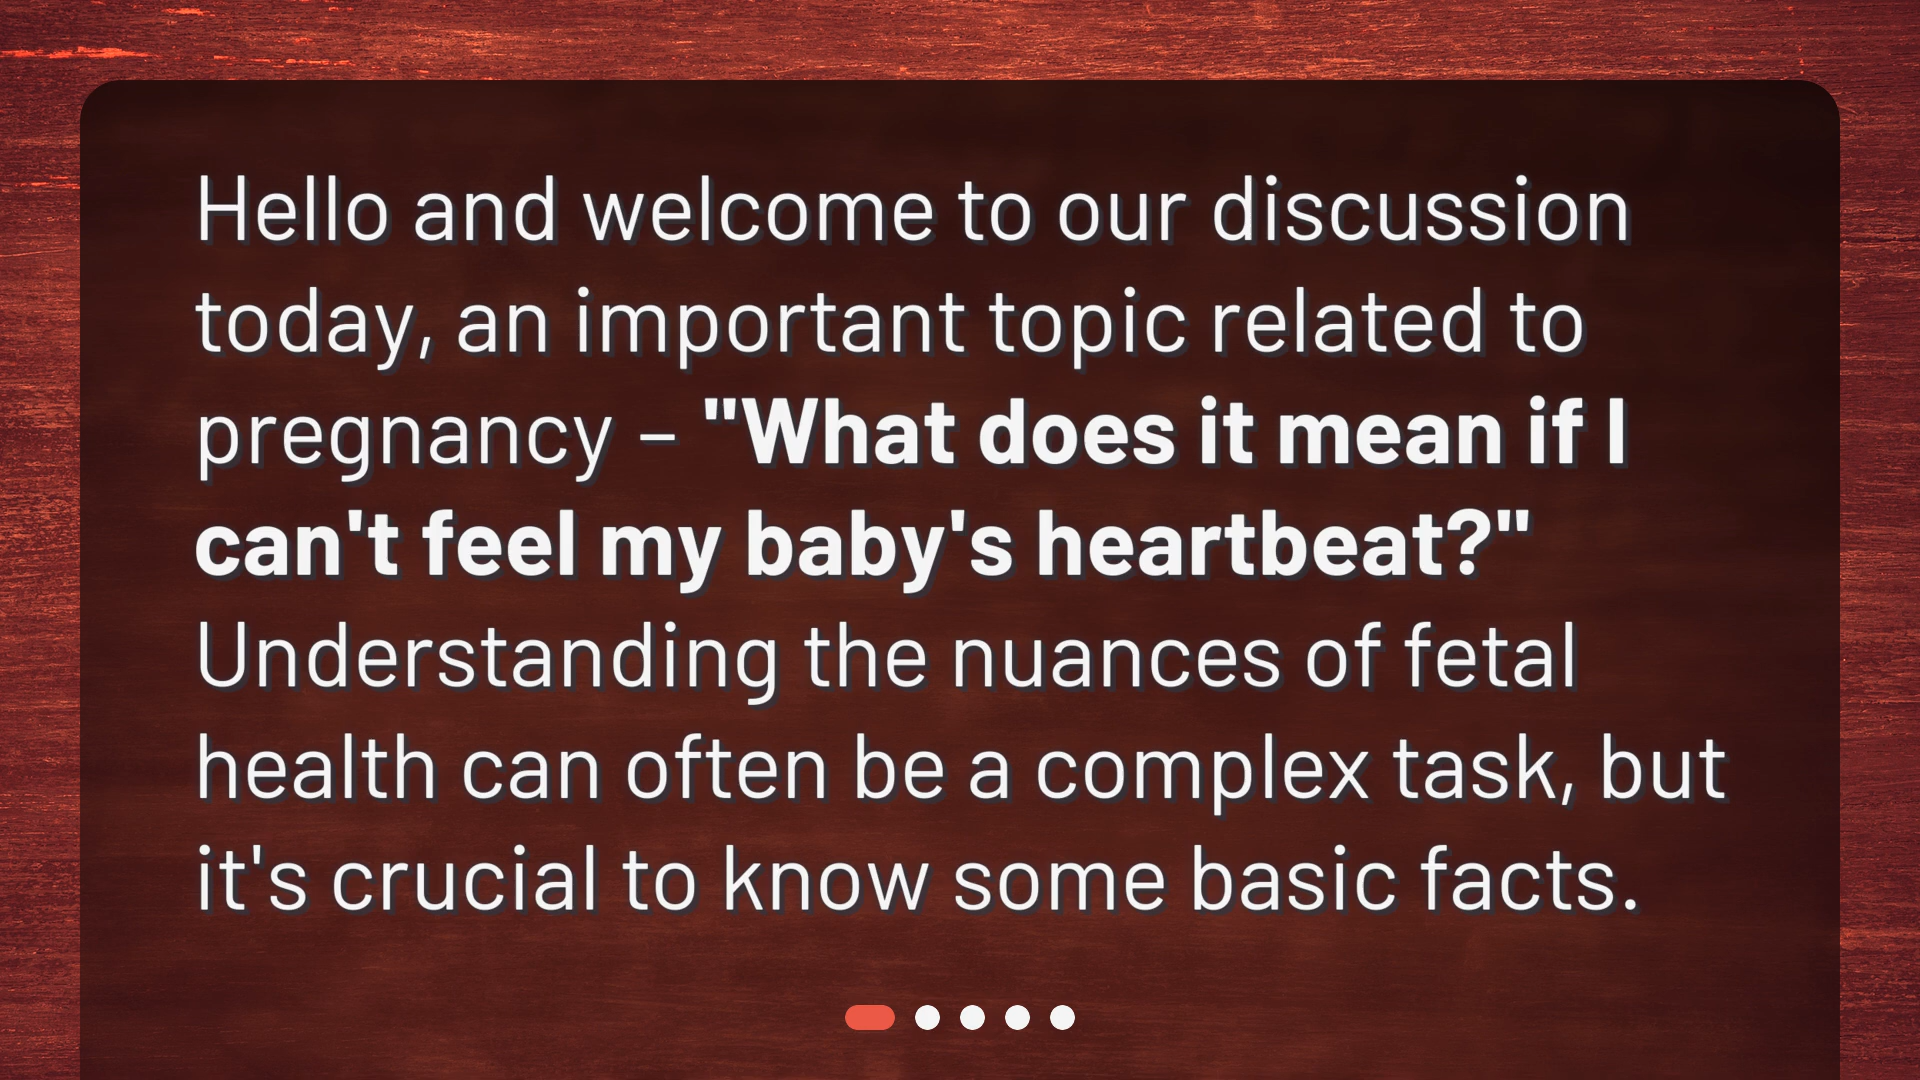 Hello and welcome to our discussion
today, an important topic related to
pregnancy – "What does it mean if I
can't feel my baby's heartbeat?"
Understanding the nuances of fetal
health can often be a complex task, but
it's crucial to know some basic facts.